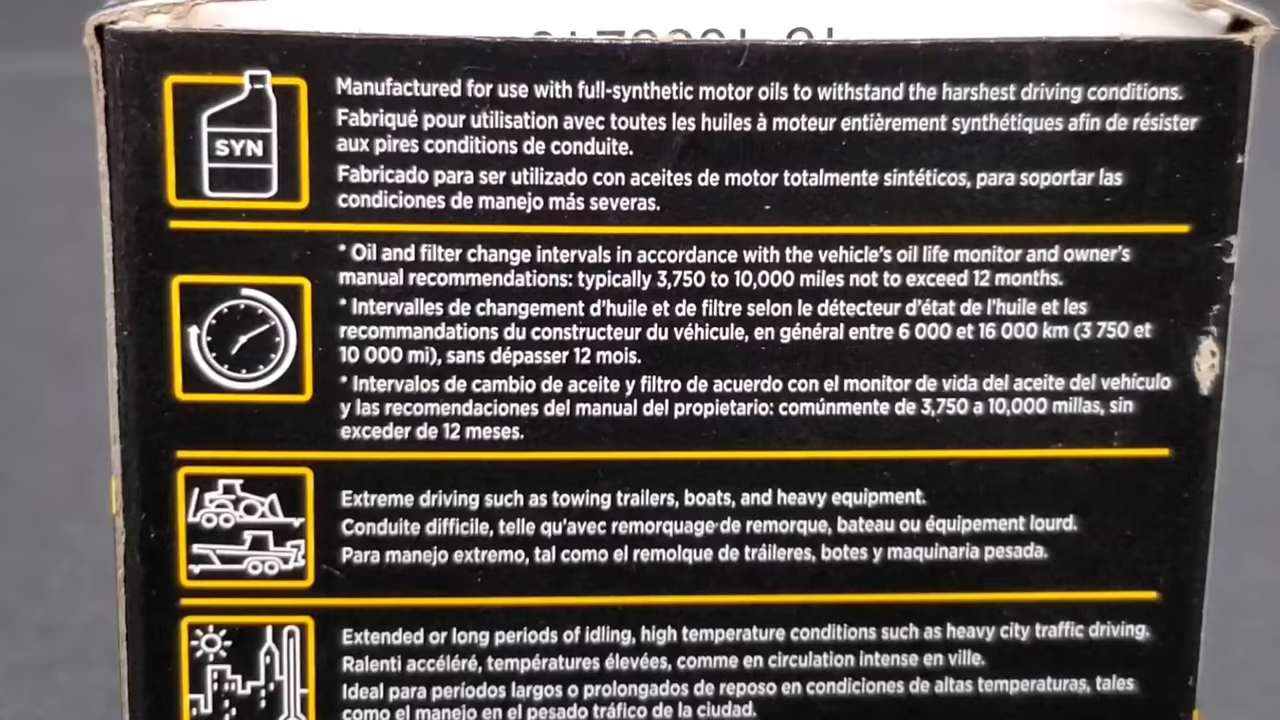 SYN
Manufactured for use with full-synthetic motor oils to withstand the harshest driving conditions.
Fabriqué pour utilisation avec toutes les huiles à moteur entièrement synthétiques afin de résister
aux pires conditions de conduite.
Fabricado para ser utilizado con aceites de motor totalmente sintéticos, para soportar las
condiciones de manejo más severas.
* Oil and filter change intervals in accordance with the vehicle's oil life monitor and owner's
manual recommendations: typically 3,750 to 10,000 miles not to exceed 12 months.
* Intervalles de changement d'huile et de filtre selon le détecteur d'état de l'huile et les
recommandations du constructeur du véhicule, en général entre 6 000 et 16 000 km (3 750 et
10 000 mi), sans dépasser 12 mois.
* Intervalos de cambio de aceite y filtro de acuerdo con el monitor de vida del aceite del vehículo
y las recomendaciones del manual del propietario: comúnmente de 3,750 a 10,000 millas, sin
exceder de 12 meses.
Extreme driving such as towing trailers, boats, and heavy equipment.
Conduite difficile, telle qu'avec remorquage de remorque, bateau ou équipement lourd.
Para manejo extremo, tal como el remolque de tráileres, botes y maquinaria pesada.
Extended or long periods of idling, high temperature conditions such as heavy city traffic driving.
Ralenti accéléré, températures élevées, comme en circulation intense en ville.
Ideal para períodos largos o prolongados de reposo en condiciones de altas temperaturas, tales
como el manejo en el pesado tráfico de la ciudad.